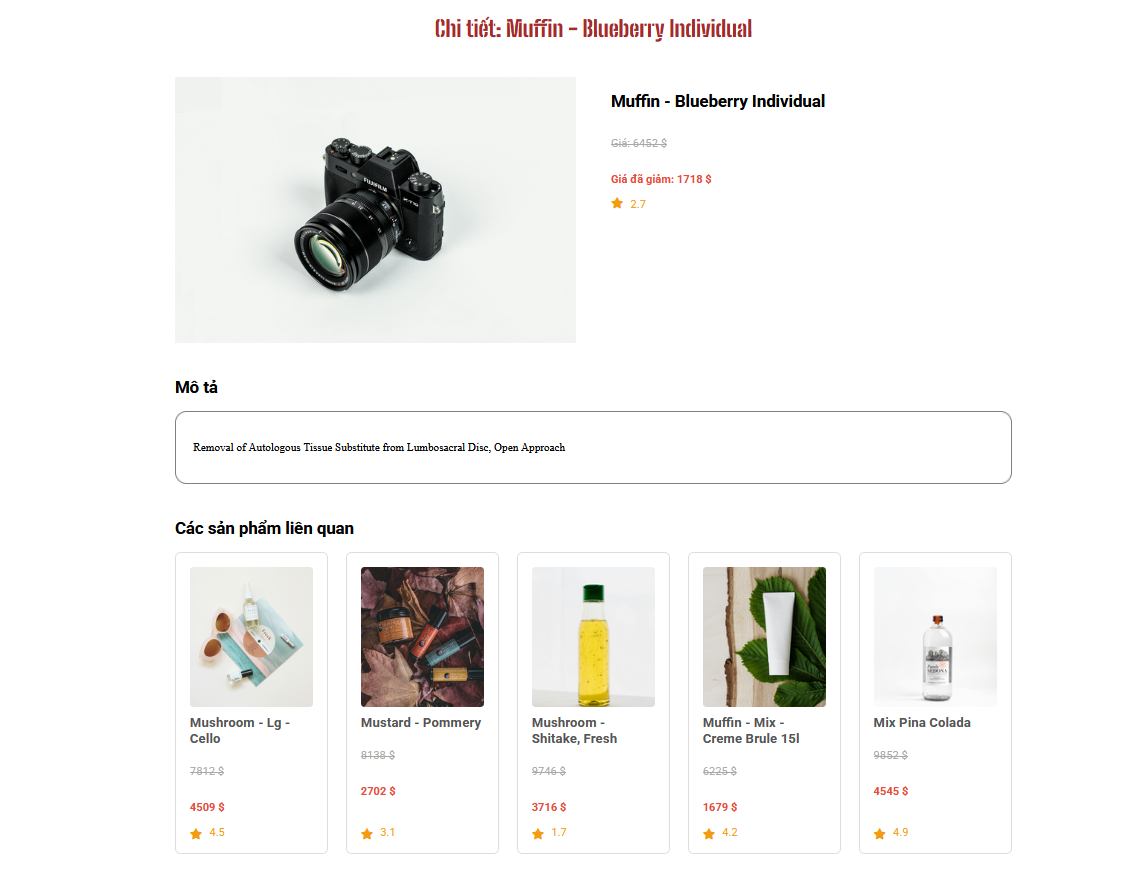 Chi tiết: Muffin - Blueberry Individual
FUJIFILM
X-T10
Muffin - Blueberry Individual
Giá: 6452 $
Giá đã giảm: 1718 $
2.7
Mô tả
Removal of Autologous Tissue Substitute from Lumbosacral Disc, Open Approach
Các sản phẩm liên quan
Mushroom - Lg -
Cello
7812 $
4509 $
4.5
Mustard - Pommery
8138 $
2702 $
3.1
Mushroom -
Shitake, Fresh
9746 $
3716 $
1.7
Muffin - Mix -
Creme Brule 15l
6225 $
1679 $
4.2
Mix Pina Colada
9852 $
4545 $
4.9